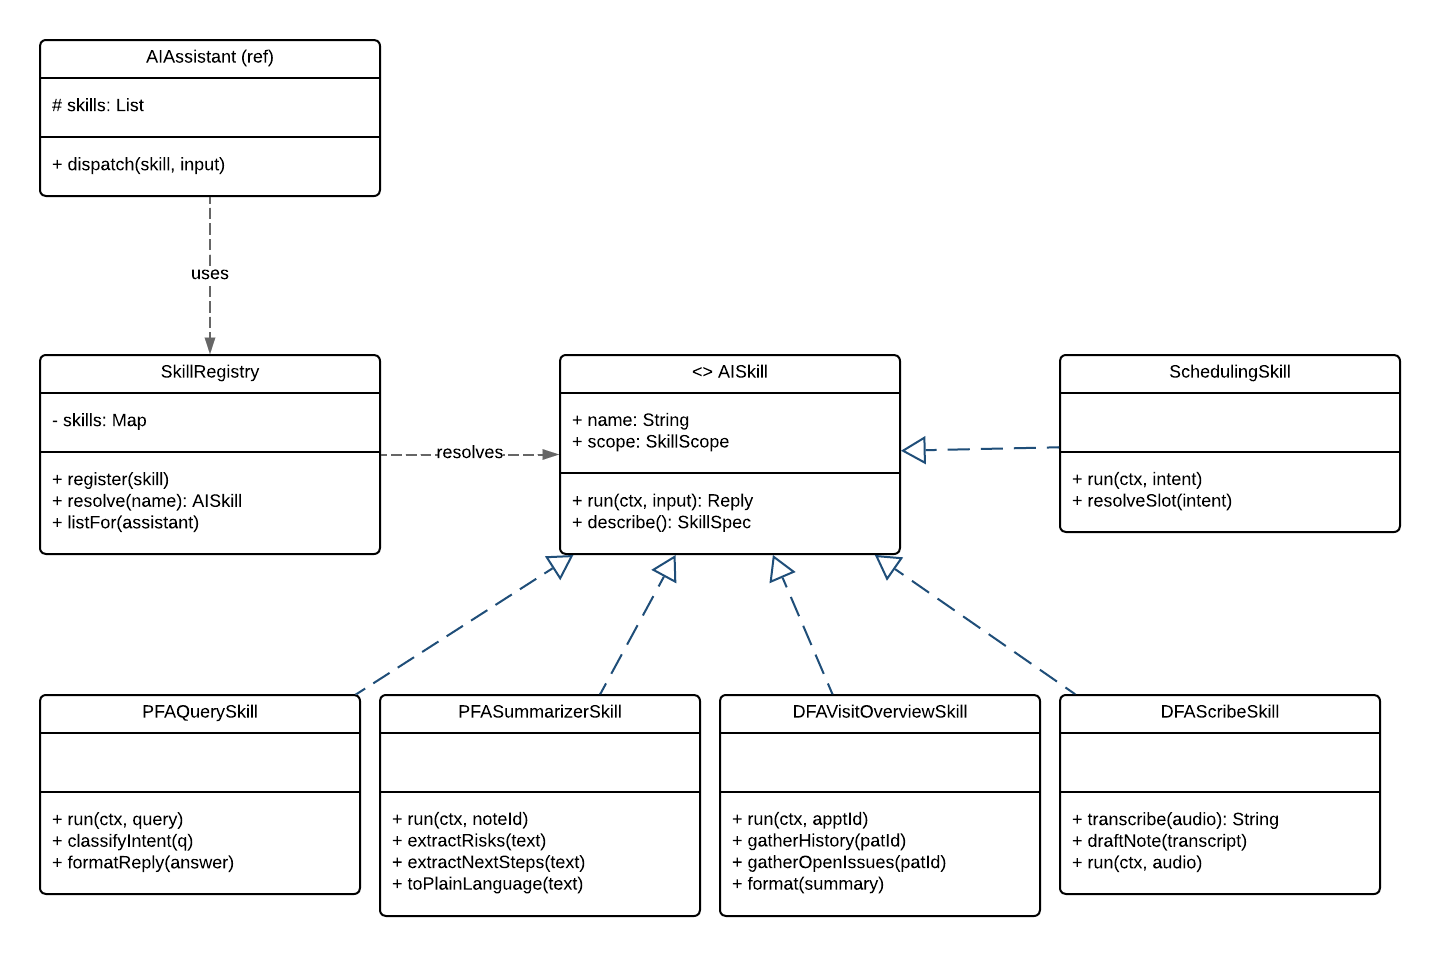 AIAssistant (ref)
# skills: List
+ dispatch(skill, input)
uses
SkillRegistry
- skills: Map
+ register(skill)
+ resolve(name): AISkill
+ listFor(assistant)
resolves
<> AISkill
+ name: String
+ scope: SkillScope
+ run(ctx, input): Reply
+ describe(): SkillSpec
SchedulingSkill
+ run(ctx, intent)
+ resolveSlot(intent)
PFAQuerySkill
+ run(ctx, query)
+ classifyIntent(q)
+ formatReply(answer)
PFASummarizerSkill
+ run(ctx, noteId)
+ extractRisks(text)
+ extractNextSteps(text)
+ toPlainLanguage(text)
DFAVisitOverviewSkill
+ run(ctx, apptId)
+ gatherHistory(patId)
+ gatherOpenIssues(patId)
+ format(summary)
DFAScribeSkill
+ transcribe(audio): String
+ draftNote(transcript)
+ run(ctx, audio)